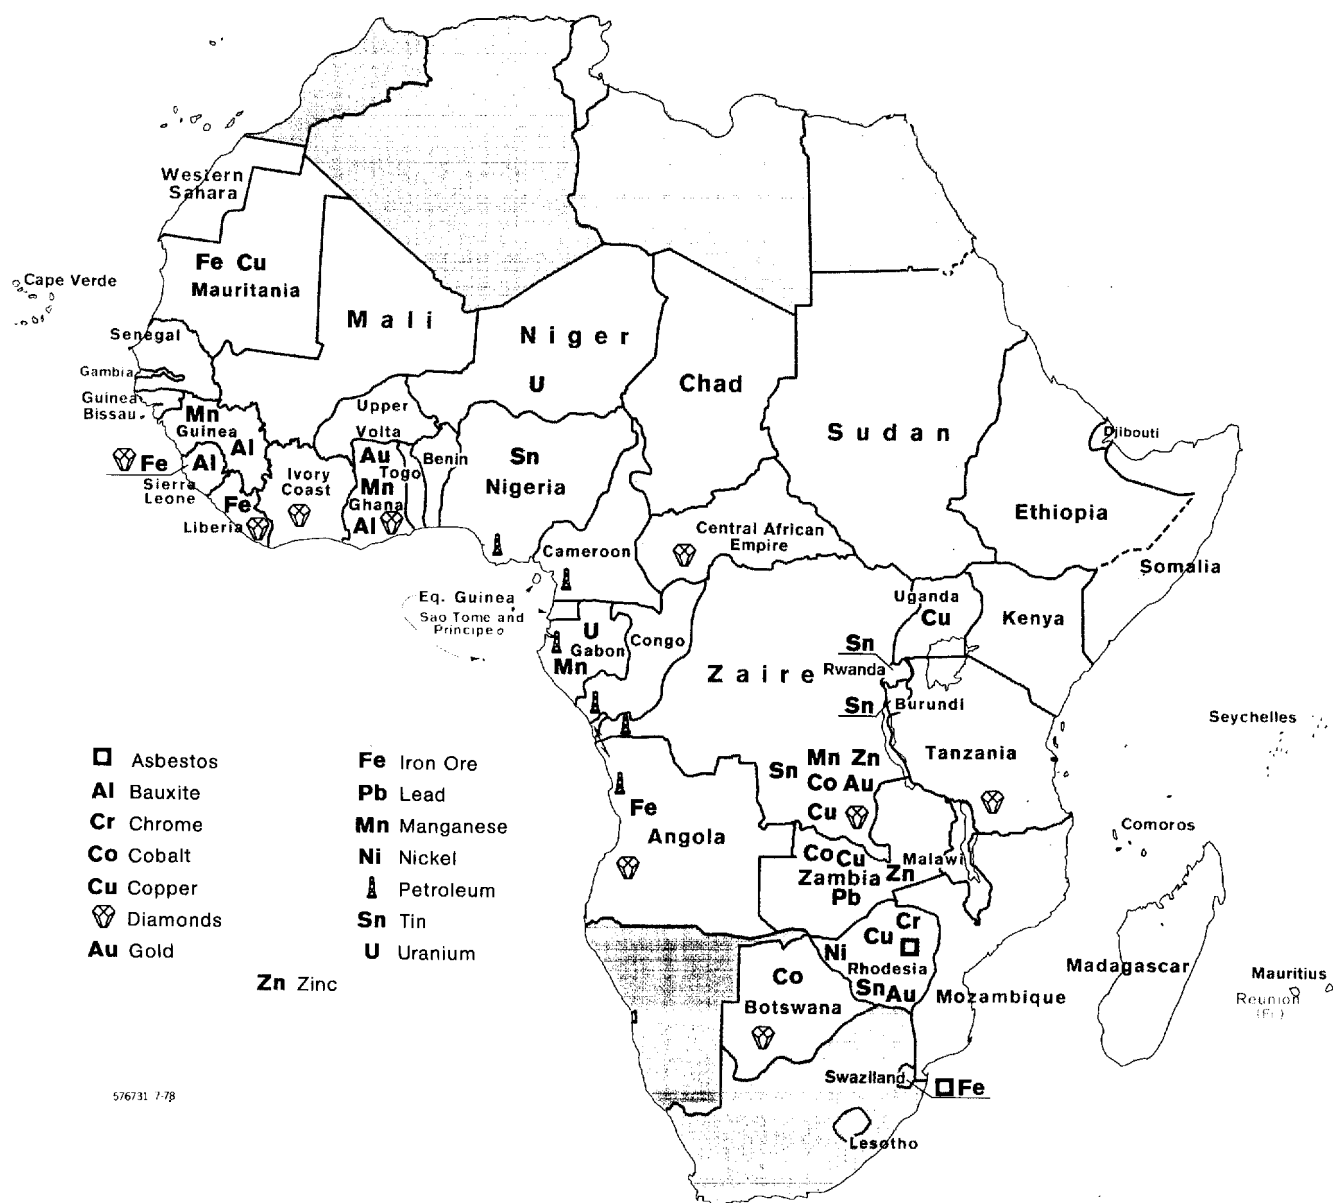 Western
Sahara
Fe Cu
Mauritania
Cape Verde
Mali
Niger
U
Chad
Sudan
Senegal
Gambia
Guinea
Bissau
Mn
Guinea
Al
Upper
Volta
Djibouti
Fe
Al
Sierra
Leone
Ivory
Coast
Au
Togo
Mn
Ghana
Al
Benin
Sn
Nigeria
Fe
Liberia
Ethiopia
Central African
Empire
Cameroon
Somalia
Eq. Guinea
Sao Tome and
Principe
U
Gabon
Mn
Congo
Uganda
Cu
Kenya
Sn
Rwanda
Zaire
Sn
Burundi
Seychelles
Tanzania
Sn
Mn Zn
Co Au
Cu
Fe
Angola
Comoros
Co Cu
Malawi
Zambia Zn
Pb
Cr
Cu
Ni
Rhodesia
Sn Au
Co
Botswana
Mozambique
Madagascar
Mauritius
Reunion
(Fr.)
Swaziland
Fe
Lesotho
Asbestos
Al Bauxite
Cr Chrome
Co Cobalt
Cu Copper
Diamonds
Au Gold
Fe Iron Ore
Pb Lead
Mn Manganese
Ni Nickel
Petroleum
Sn Tin
U Uranium
Zn Zinc
576731 7-78